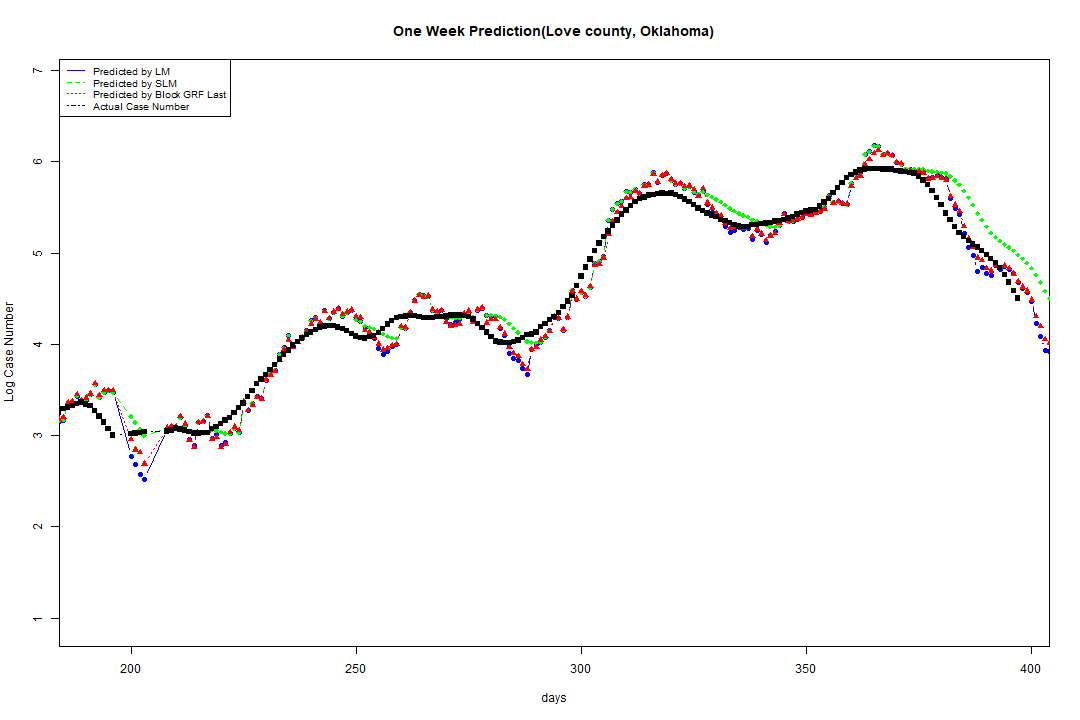 One Week Prediction(Love county, Oklahoma)
Predicted by LM
Predicted by SLM
Predicted by Block GRF Last
Actual Case Number
Log Case Number
7
6
5
4
3
2
1
200 250 300 350 400
days